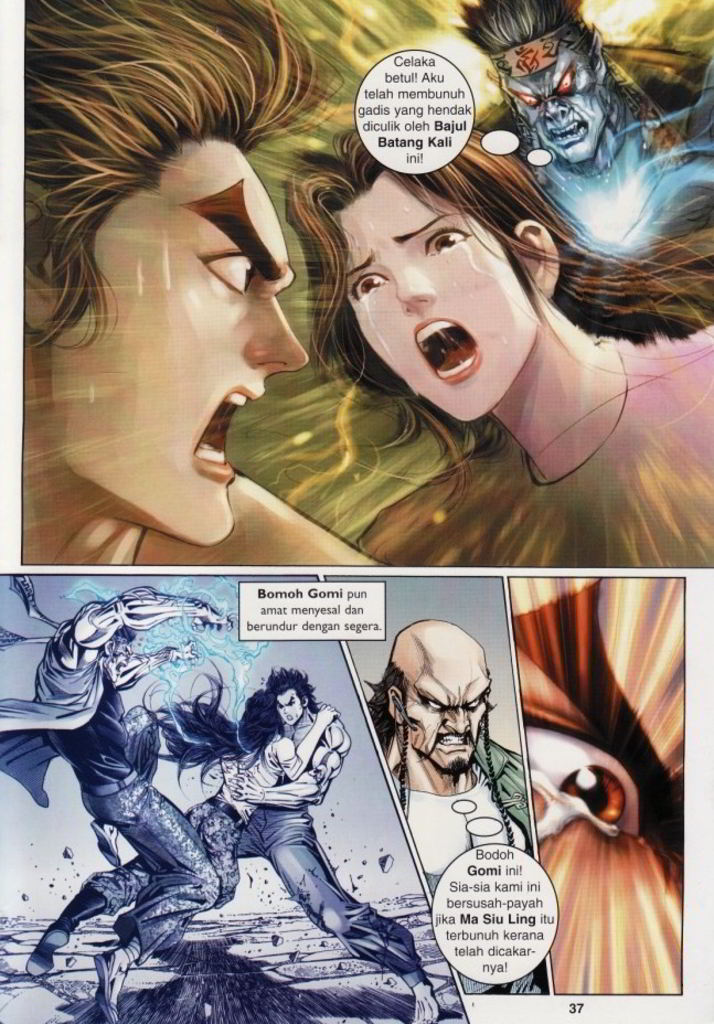 Celaka
betul! Aku
telah membunuh
gadis yang hendak
diculik oleh Bajul
Batang Kali
ini!
Bomoh Gomi pun
amat menyesal dan
berundur dengan segera.
Bodoh
Gomi ini!
Sia-sia kami ini
bersusah-payah
jika Ma Siu Ling itu
terbunuh kerana
telah dicakar-
nya!
37